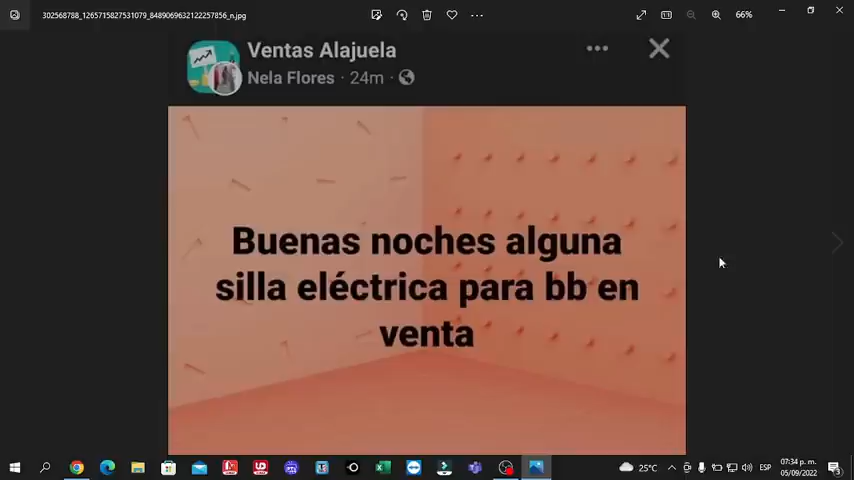 302568788_1265715827531079_8489069632122257856_n.jpg
66%
Ventas Alajuela
Nela Flores · 24m ·
Buenas noches alguna
silla eléctrica para bb en
venta
25°C
ESP
07:34 p. m.
05/09/2022